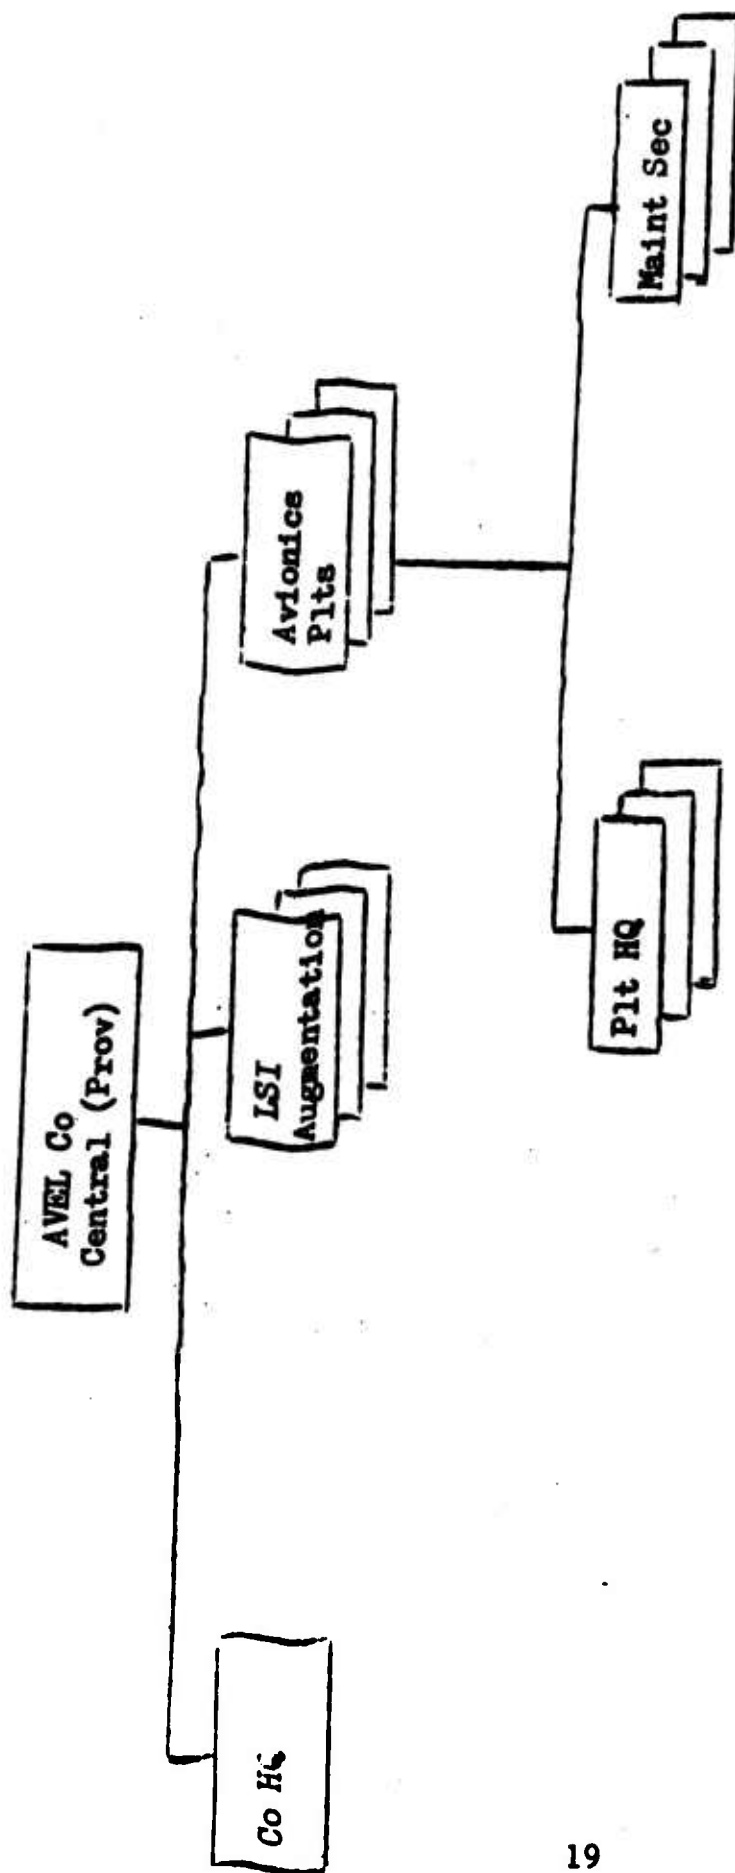 AVEL Co
Central (Prov)
Co HQ
LSI
Augmentation
Avionics
Plts
Plt HQ
Maint Sec
19